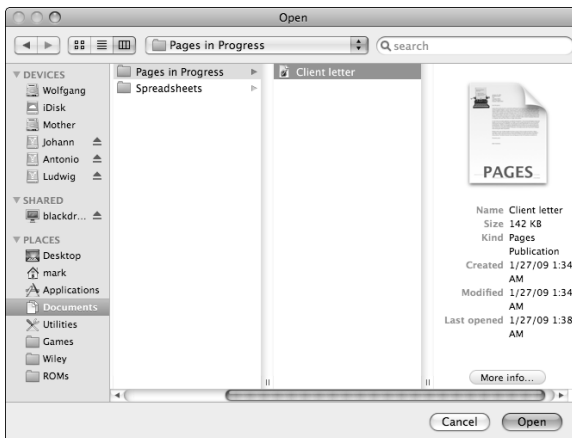 Open
Pages in Progress
search
DEVICES
Wolfgang
iDisk
Mother
Johann
Antonio
Ludwig
SHARED
blackdr...
PLACES
Desktop
mark
Applications
Documents
Utilities
Games
Wiley
ROMs
Pages in Progress
Spreadsheets
Client letter
PAGES
Name Client letter
Size 142 KB
Kind Pages
Publication
Created 1/27/09 1:34
AM
Modified 1/27/09 1:34
AM
Last opened 1/27/09 1:38
AM
More info...
Cancel
Open